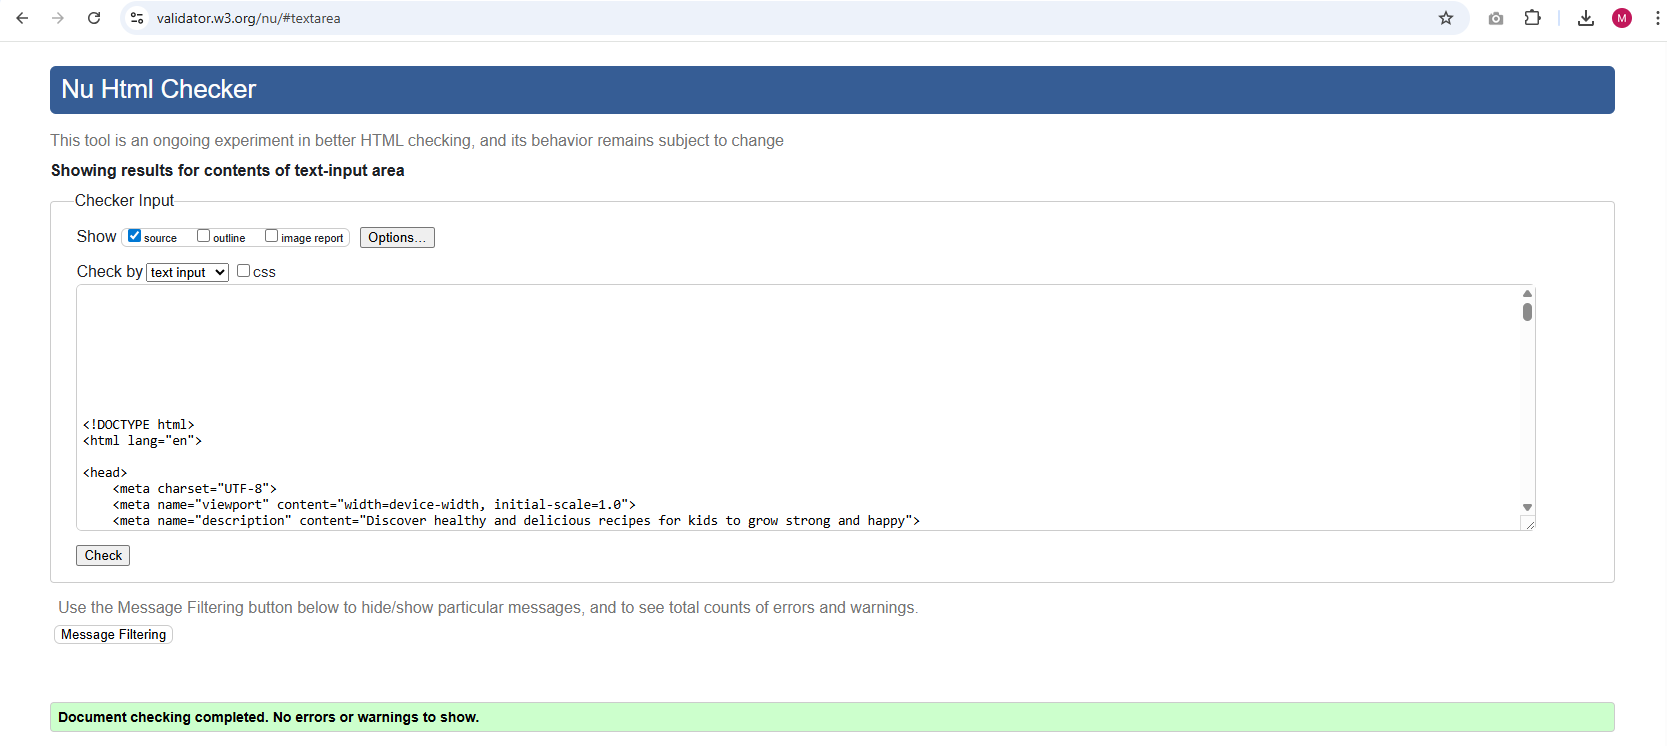 validator.w3.org/nu/#textarea
M
Nu Html Checker
This tool is an ongoing experiment in better HTML checking, and its behavior remains subject to change
Showing results for contents of text-input area
Checker Input
Show source outline image report Options...
Check by text input css
<!DOCTYPE html>
<html lang="en">
<head>
<meta charset="UTF-8">
<meta name="viewport" content="width=device-width, initial-scale=1.0">
<meta name="description" content="Discover healthy and delicious recipes for kids to grow strong and happy">
Check
Use the Message Filtering button below to hide/show particular messages, and to see total counts of errors and warnings.
Message Filtering
Document checking completed. No errors or warnings to show.